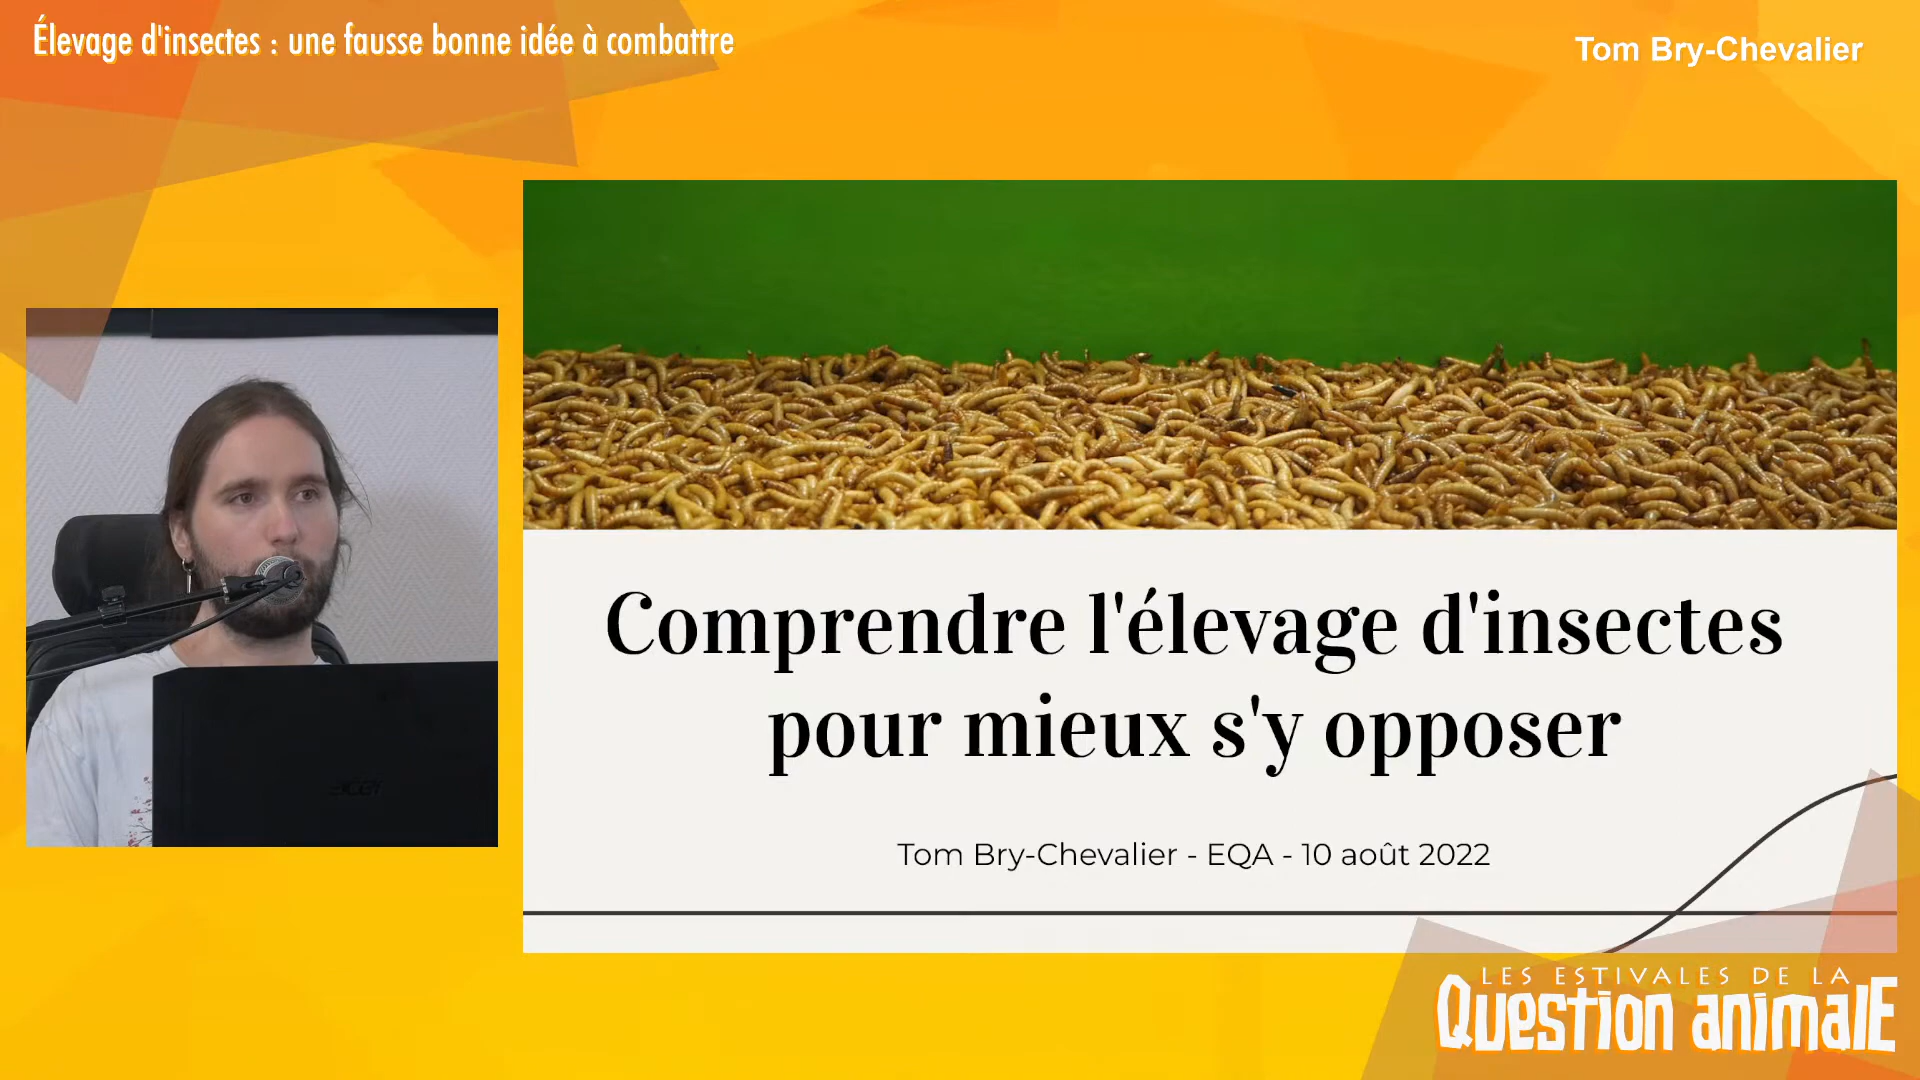 Élevage d'insectes : une fausse bonne idée à combattre
Tom Bry-Chevalier
Comprendre l'élevage d'insectes
pour mieux s'y opposer
Tom Bry-Chevalier - EQA - 10 août 2022
acer
LES ESTIVALES DE LA
QUESTION ANIMALE